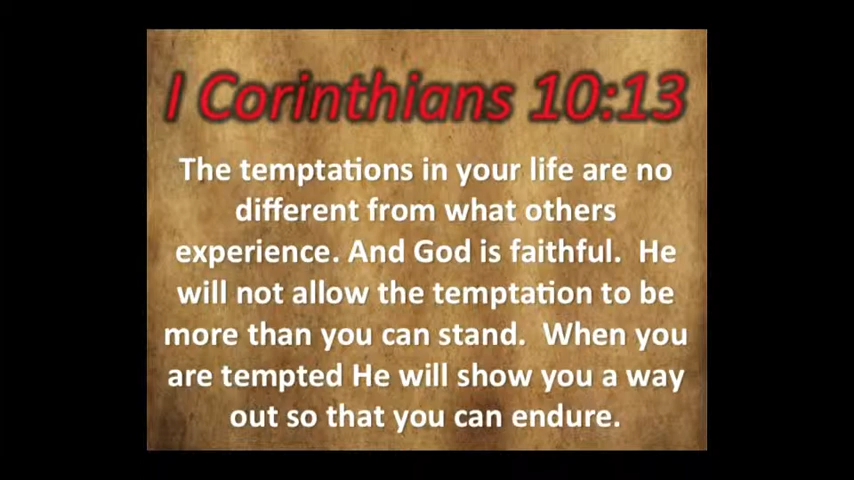 I Corinthians 10:13
The temptations in your life are no
different from what others
experience. And God is faithful.  He
will not allow the temptation to be
more than you can stand.  When you
are tempted He will show you a way
out so that you can endure.